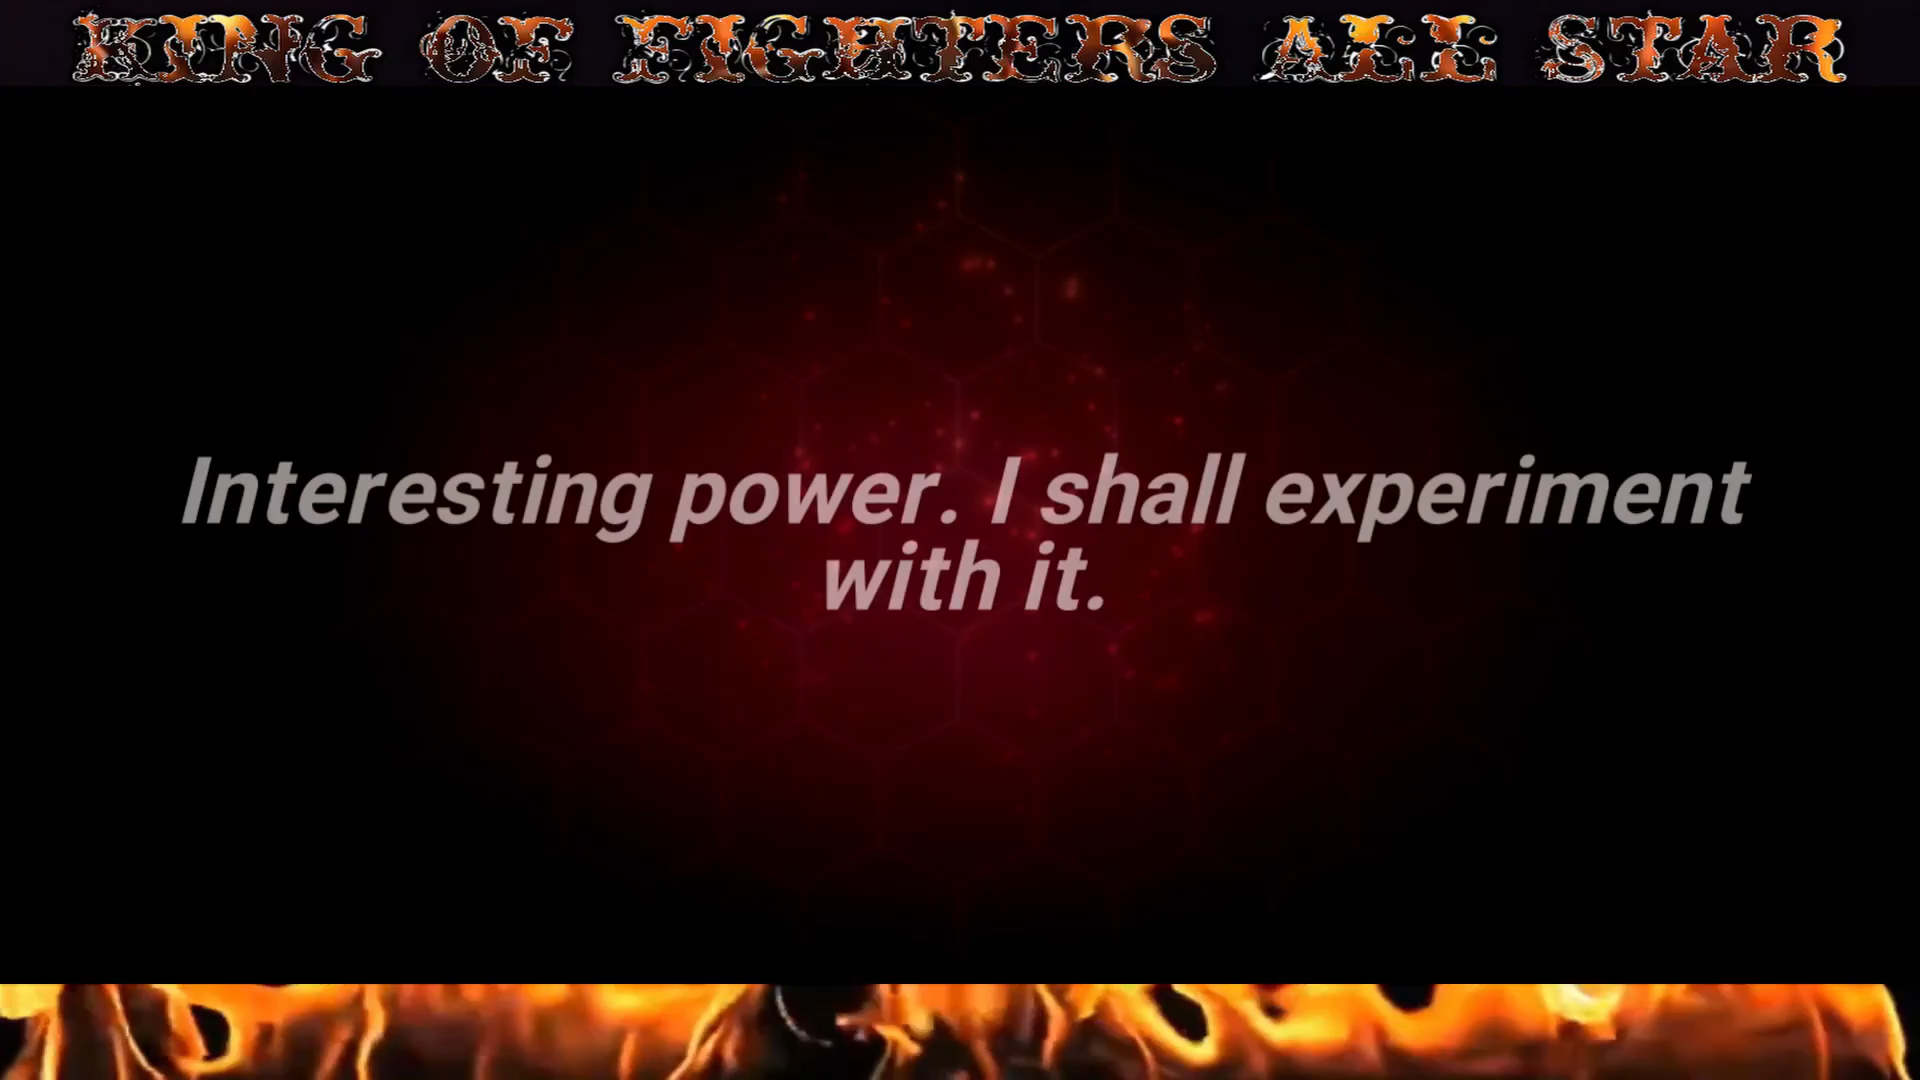 KING OF FIGHTERS ALL STAR
Interesting power. I shall experiment
with it.